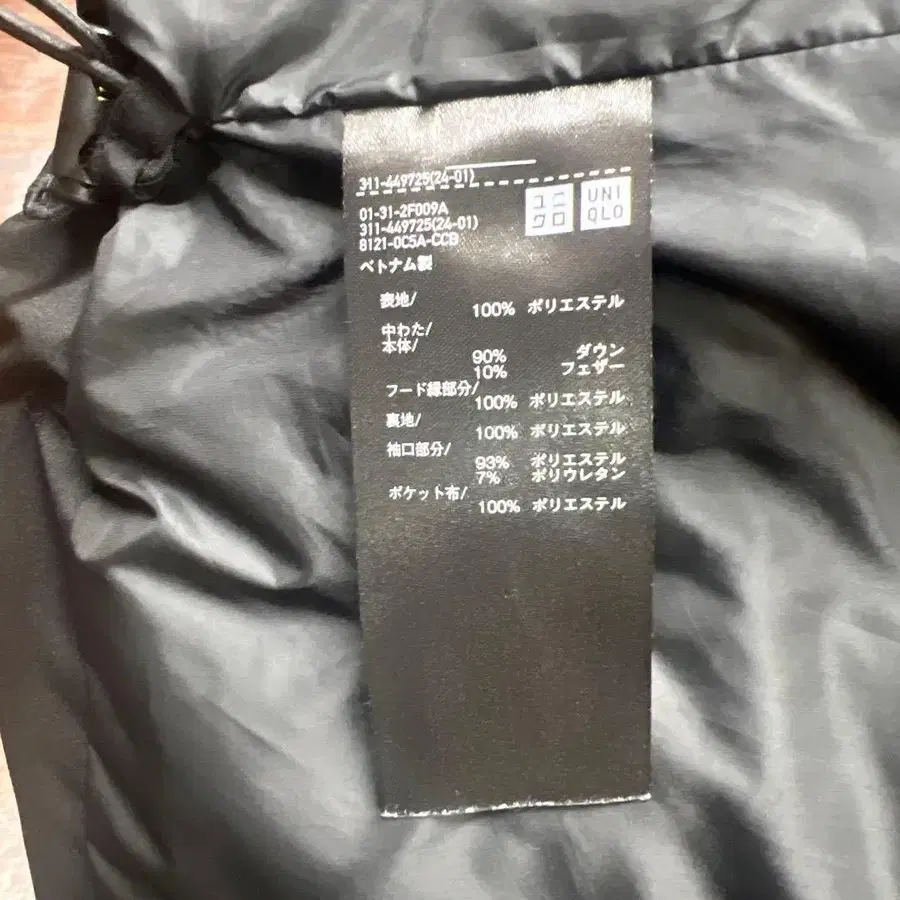 311-449725(24-01)
01-31-2F009A
311-449725(24-01)
8121-0C5A-CCB
ユニ
クロ
UNI
QLO
ベトナム製
表地/
100% ポリエステル
中わた/
本体/
90% ダウン
10% フェザー
フード縁部分/
100% ポリエステル
裏地/
100% ポリエステル
袖口部分/
93% ポリエステル
7% ポリウレタン
ポケット布/
100% ポリエステル